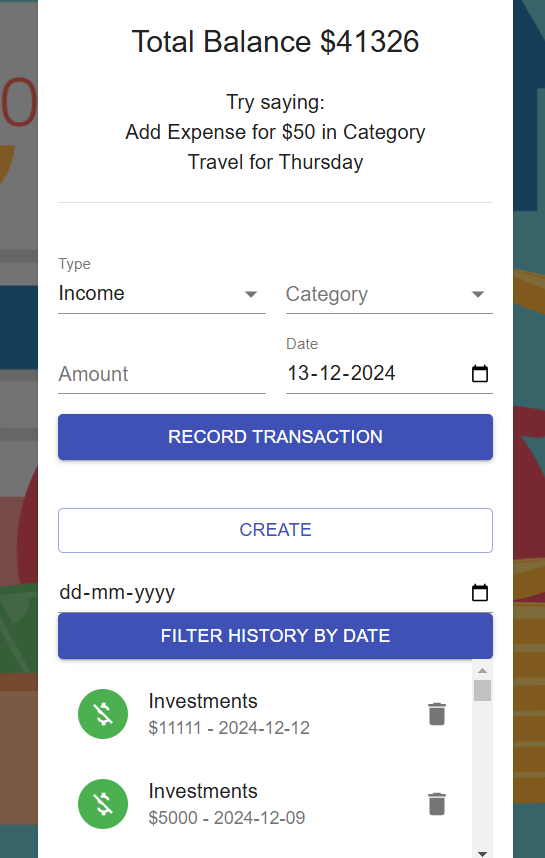 Total Balance $41326
Try saying:
Add Expense for $50 in Category
Travel for Thursday
Type
Income
Category
Amount
Date
13-12-2024
RECORD TRANSACTION
CREATE
dd-mm-yyyy
FILTER HISTORY BY DATE
Investments
$11111 - 2024-12-12
Investments
$5000 - 2024-12-09